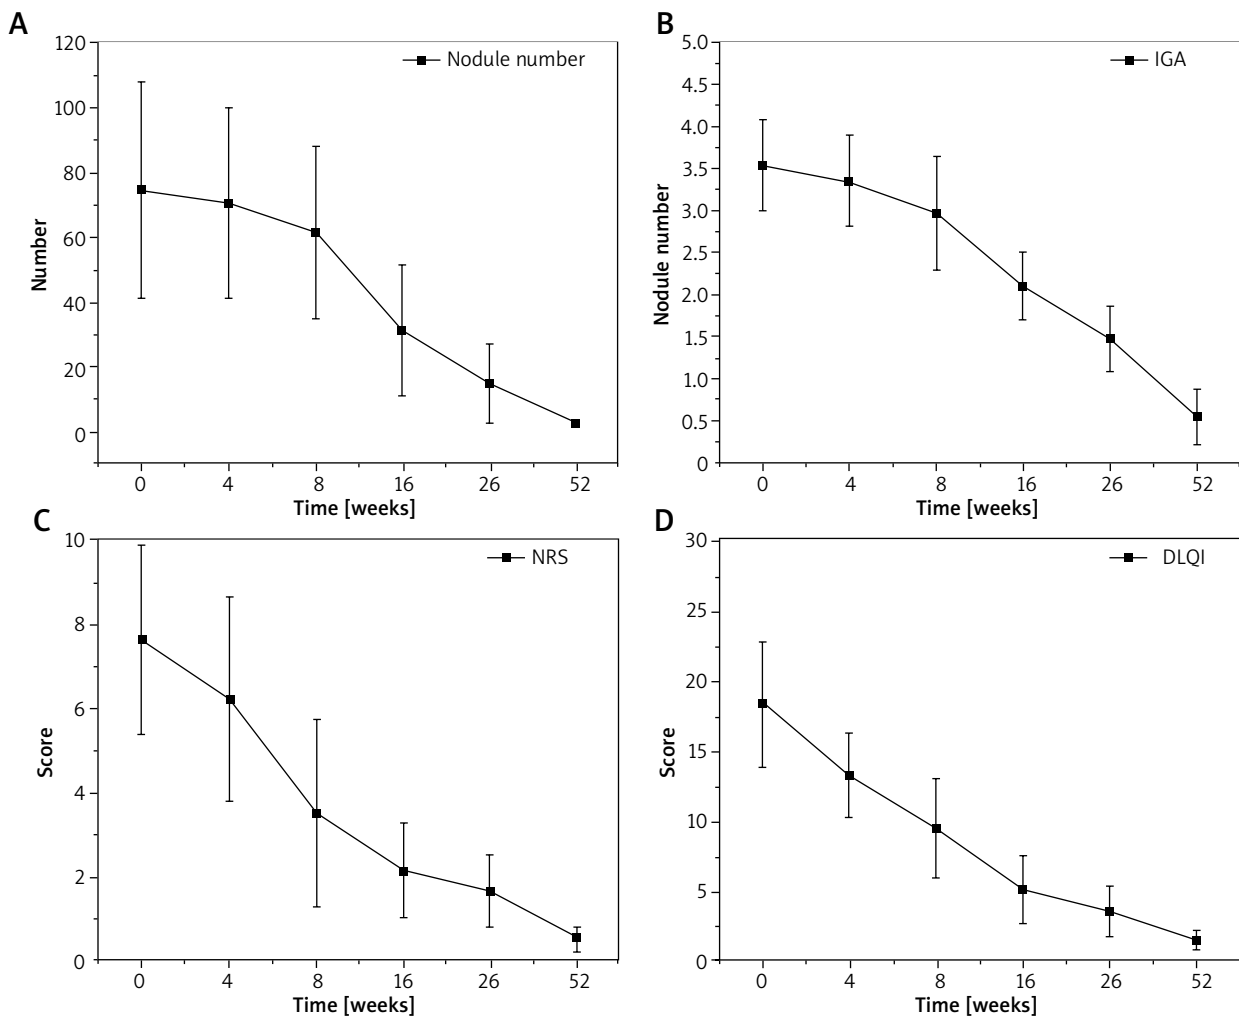 A
Nodule number
120
100
80
60
40
20
0
Number
0 4 8 16 26 52
Time [weeks]
B
IGA
5.0
4.5
4.0
3.5
3.0
2.5
2.0
1.5
1.0
0.5
0
Nodule number
0 4 8 16 26 52
Time [weeks]
C
NRS
10
8
6
4
2
0
Score
0 4 8 16 26 52
Time [weeks]
D
DLQI
30
25
20
15
10
5
0
Score
0 4 8 16 26 52
Time [weeks]